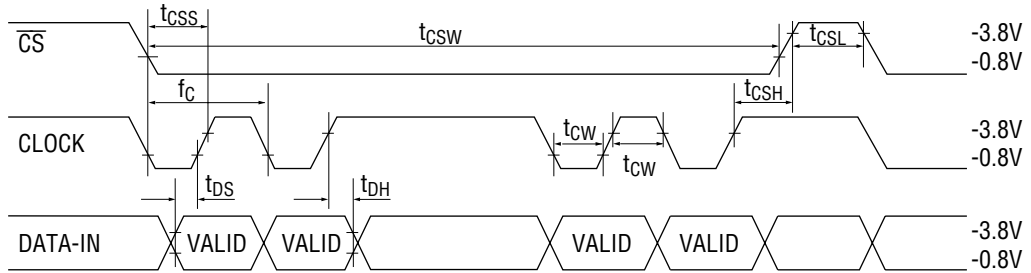 tCSS
CS
tCSW
tCSL
-3.8V
-0.8V
fC
tCSH
CLOCK
tCW
tCW
-3.8V
-0.8V
tDS
tDH
DATA-IN
VALID
VALID
VALID
VALID
-3.8V
-0.8V